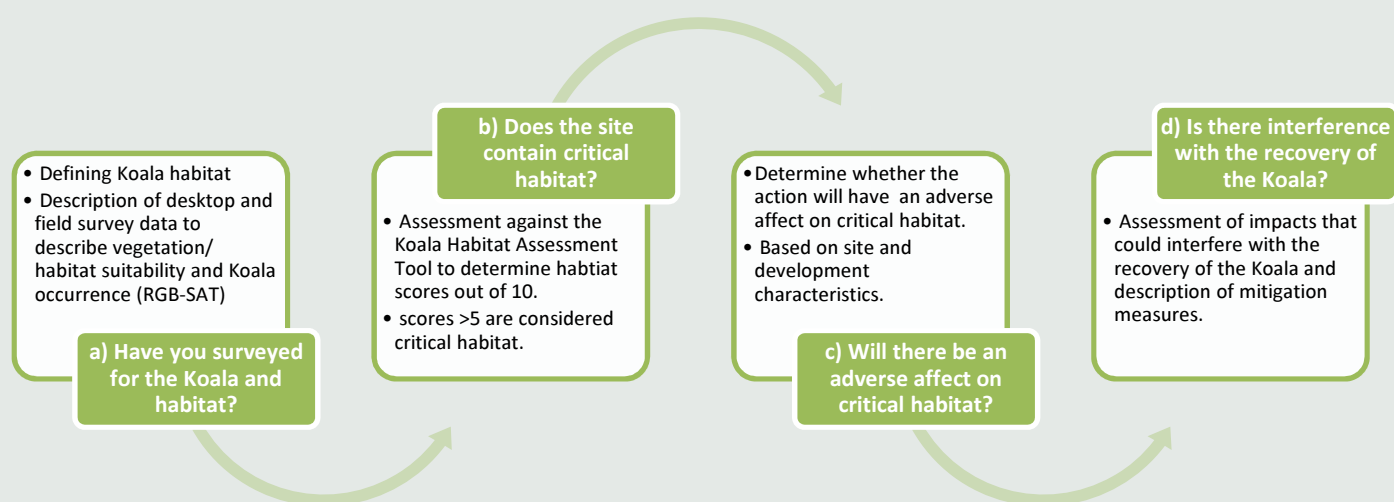 • Defining Koala habitat
• Description of desktop and
field survey data to
describe vegetation/
habitat suitability and Koala
occurrence (RGB-SAT)
a) Have you surveyed
for the Koala and
habitat?
b) Does the site
contain critical
habitat?
• Assessment against the
Koala Habitat Assessment
Tool to determine habtiat
scores out of 10.
• scores >5 are considered
critical habitat.
•Determine whether the
action will have an adverse
affect on critical habitat.
• Based on site and
development
characteristics.
c) Will there be an
adverse affect on
critical habitat?
d) Is there interference
with the recovery of
the Koala?
• Assessment of impacts that
could interfere with the
recovery of the Koala and
description of mitigation
measures.